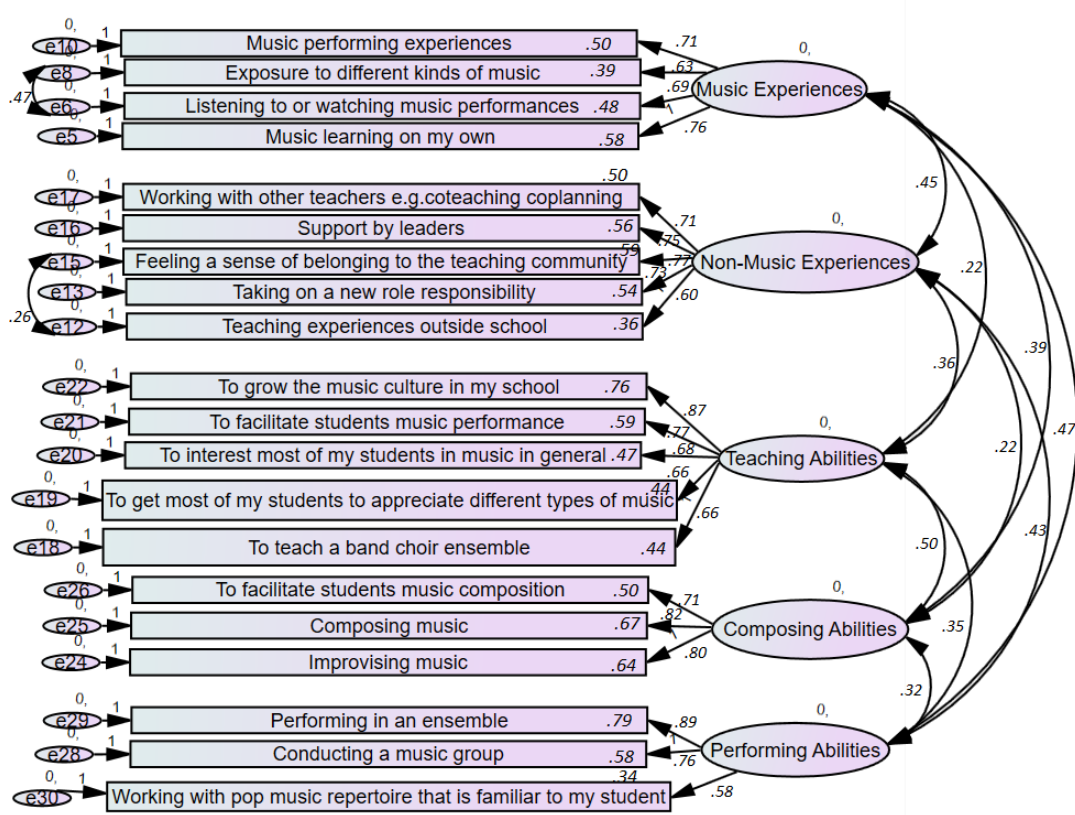 0,
e10 1 Music performing experiences .50 .71
0,
e8 1 Exposure to different kinds of music .39 .63
0,
e6 1 Listening to or watching music performances .48 .69
0,
e5 1 Music learning on my own .58 1 .76
.47
0,
Music Experiences
0,
e17 1 Working with other teachers e.g.coteaching coplanning .50 .71
0,
e16 1 Support by leaders .56 .75
0,
e15 1 Feeling a sense of belonging to the teaching community .59 .77
0,
e13 1 Taking on a new role responsibility .54 .73
0,
e12 1 Teaching experiences outside school .36 .60
.26
0,
Non-Music Experiences
0,
e22 1 To grow the music culture in my school .76 .87
0,
e21 1 To facilitate students music performance .59 .77
0,
e20 1 To interest most of my students in music in general .47 .68
0,
e19 1 To get most of my students to appreciate different types of music .44 .66
0,
e18 1 To teach a band choir ensemble .44 .66
0,
Teaching Abilities
0,
e26 1 To facilitate students music composition .50 .71
0,
e25 1 Composing music .67 .82
0,
e24 1 Improvising music .64 1 .80
0,
Composing Abilities
0,
e29 1 Performing in an ensemble .79 .89
0,
e28 1 Conducting a music group .58 1 .76
0,
e30 1 Working with pop music repertoire that is familiar to my student .34 .58
0,
Performing Abilities
.45
.22
.39
.47
.36
.22
.43
.50
.35
.32